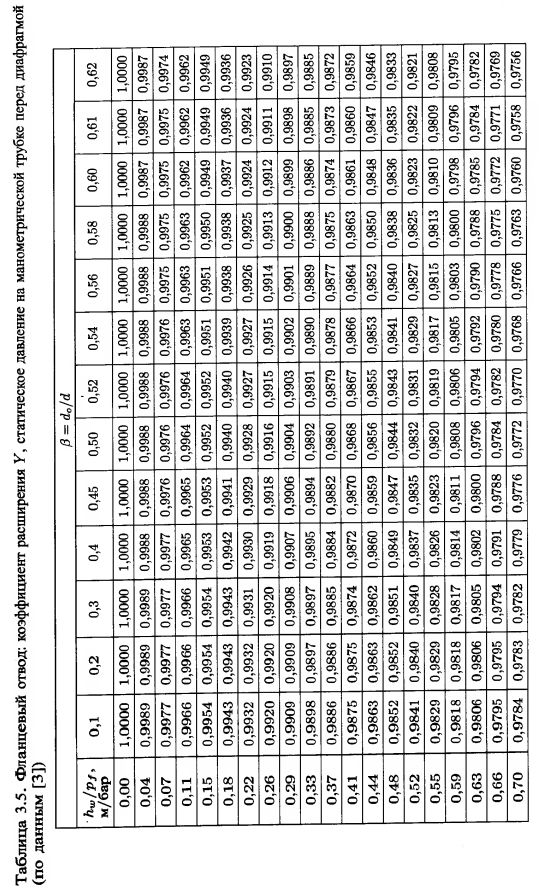 Таблица 3.5. Фланцевый отвод: коэффициент расширения Y, статическое давление на манометрической трубке перед диафрагмой
(по данным [3])
β = d₀/d
h_w/p_f, м/бар 0,1 0,2 0,3 0,4 0,45 0,50 0,52 0,54 0,56 0,58 0,60 0,61 0,62
0,00 1,0000 1,0000 1,0000 1,0000 1,0000 1,0000 1,0000 1,0000 1,0000 1,0000 1,0000 1,0000 1,0000
0,04 0,9989 0,9989 0,9989 0,9988 0,9988 0,9988 0,9988 0,9988 0,9988 0,9988 0,9987 0,9987 0,9987
0,07 0,9977 0,9977 0,9977 0,9977 0,9976 0,9976 0,9976 0,9976 0,9975 0,9975 0,9975 0,9975 0,9974
0,11 0,9966 0,9966 0,9966 0,9965 0,9965 0,9964 0,9964 0,9963 0,9963 0,9963 0,9962 0,9962 0,9962
0,15 0,9954 0,9954 0,9954 0,9953 0,9953 0,9952 0,9952 0,9951 0,9951 0,9950 0,9949 0,9949 0,9949
0,18 0,9943 0,9943 0,9943 0,9942 0,9941 0,9940 0,9940 0,9939 0,9938 0,9938 0,9937 0,9936 0,9936
0,22 0,9932 0,9932 0,9931 0,9930 0,9929 0,9928 0,9927 0,9927 0,9926 0,9925 0,9924 0,9924 0,9923
0,26 0,9920 0,9920 0,9920 0,9919 0,9918 0,9916 0,9915 0,9915 0,9914 0,9913 0,9912 0,9911 0,9910
0,29 0,9909 0,9909 0,9908 0,9907 0,9906 0,9904 0,9903 0,9902 0,9901 0,9900 0,9899 0,9898 0,9897
0,33 0,9898 0,9897 0,9897 0,9895 0,9894 0,9892 0,9891 0,9890 0,9889 0,9888 0,9886 0,9885 0,9885
0,37 0,9886 0,9886 0,9885 0,9884 0,9882 0,9880 0,9879 0,9878 0,9877 0,9875 0,9874 0,9873 0,9872
0,41 0,9875 0,9875 0,9874 0,9872 0,9870 0,9868 0,9867 0,9866 0,9864 0,9863 0,9861 0,9860 0,9859
0,44 0,9863 0,9863 0,9862 0,9860 0,9859 0,9856 0,9855 0,9853 0,9852 0,9850 0,9848 0,9847 0,9846
0,48 0,9852 0,9852 0,9851 0,9849 0,9847 0,9844 0,9843 0,9841 0,9840 0,9838 0,9836 0,9835 0,9833
0,52 0,9841 0,9840 0,9840 0,9837 0,9835 0,9832 0,9831 0,9829 0,9827 0,9825 0,9823 0,9822 0,9821
0,55 0,9829 0,9829 0,9828 0,9826 0,9823 0,9820 0,9819 0,9817 0,9815 0,9813 0,9810 0,9809 0,9808
0,59 0,9818 0,9818 0,9817 0,9814 0,9811 0,9808 0,9806 0,9805 0,9803 0,9800 0,9798 0,9796 0,9795
0,63 0,9806 0,9806 0,9805 0,9802 0,9800 0,9796 0,9794 0,9792 0,9790 0,9788 0,9785 0,9784 0,9782
0,66 0,9795 0,9795 0,9794 0,9791 0,9788 0,9784 0,9782 0,9780 0,9778 0,9775 0,9772 0,9771 0,9769
0,70 0,9784 0,9783 0,9782 0,9779 0,9776 0,9772 0,9770 0,9768 0,9766 0,9763 0,9760 0,9758 0,9756